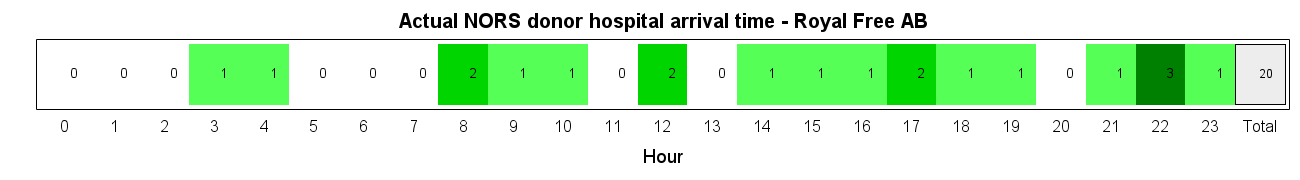 Actual NORS donor hospital arrival time - Royal Free AB
0 0 0 1 1 0 0 0 2 1 1 0 2 0 1 1 1 2 1 1 0 1 3 1 20
0 1 2 3 4 5 6 7 8 9 10 11 12 13 14 15 16 17 18 19 20 21 22 23 Total
Hour